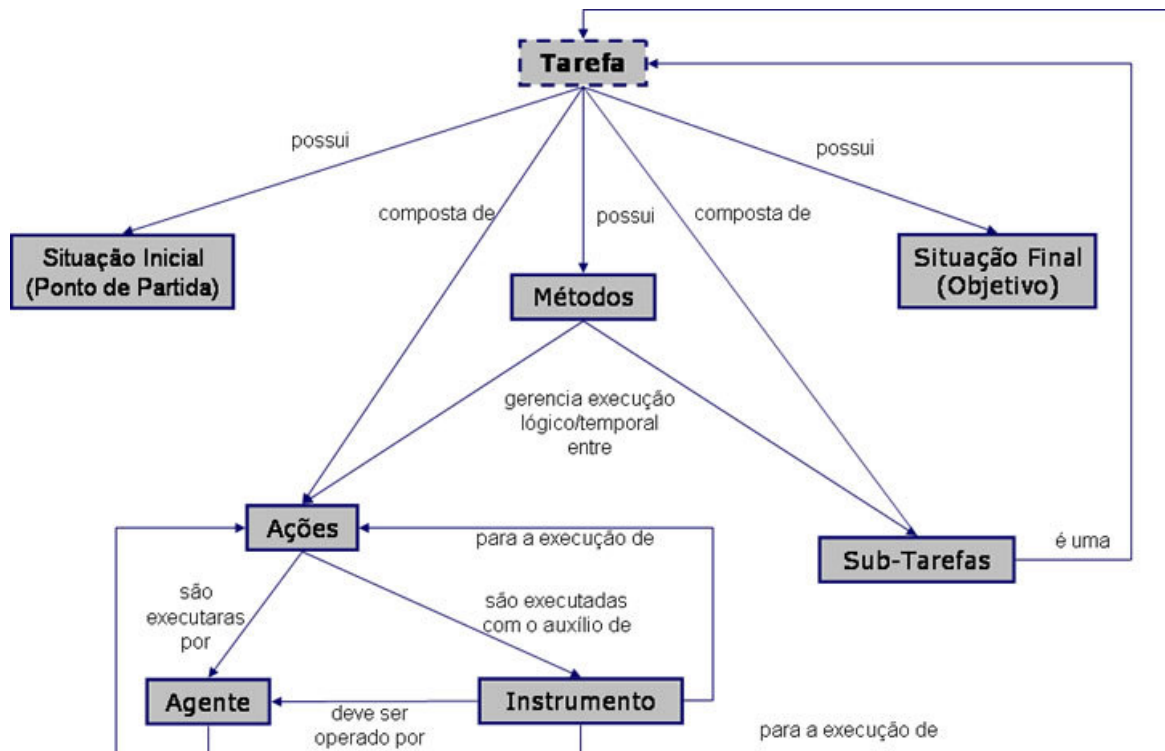 Tarefa
possui
possui
composta de
possui
composta de
Situação Inicial
(Ponto de Partida)
Situação Final
(Objetivo)
Métodos
gerencia execução
lógico/temporal
entre
Ações
para a execução de
é uma
Sub-Tarefas
são
executaras
por
são executadas
com o auxílio de
Agente
Instrumento
deve ser
operado por
para a execução de